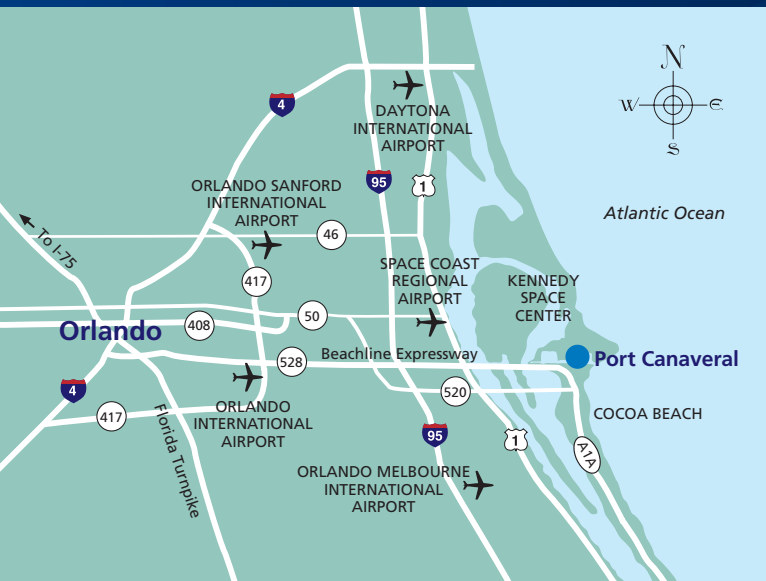 N
W
E
S
4
DAYTONA
INTERNATIONAL
AIRPORT
95
1
ORLANDO SANFORD
INTERNATIONAL
AIRPORT
Atlantic Ocean
To I-75
46
417
SPACE COAST
REGIONAL
AIRPORT
KENNEDY
SPACE
CENTER
50
408
Orlando
528
Beachline Expressway
Port Canaveral
4
417
ORLANDO
INTERNATIONAL
AIRPORT
520
COCOA BEACH
Florida Turnpike
95
1
A1A
ORLANDO MELBOURNE
INTERNATIONAL
AIRPORT